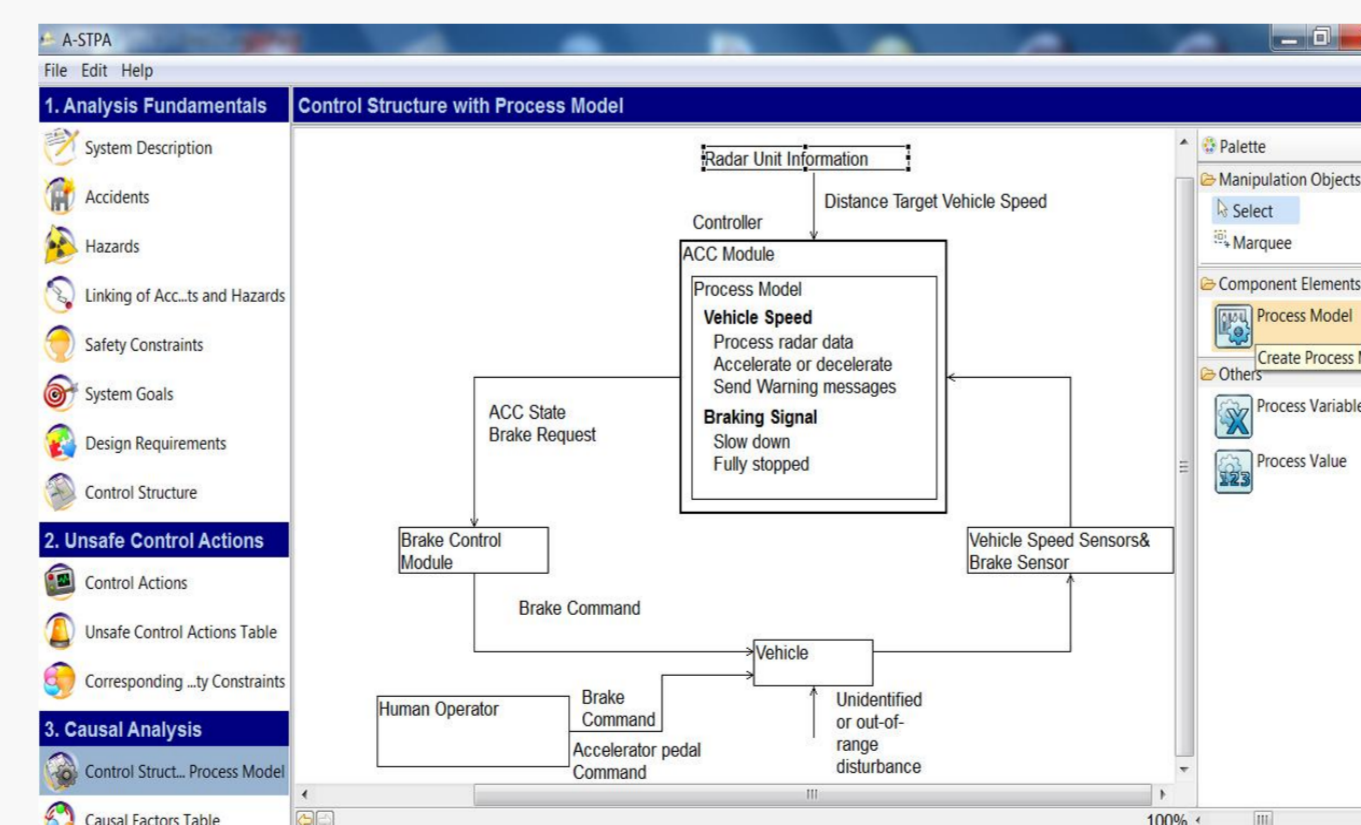 A-STPA
File Edit Help
1. Analysis Fundamentals
System Description
Accidents
Hazards
Linking of Acc...ts and Hazards
Safety Constraints
System Goals
Design Requirements
Control Structure
2. Unsafe Control Actions
Control Actions
Unsafe Control Actions Table
Corresponding ...ty Constraints
3. Causal Analysis
Control Struct... Process Model
Causal Factors Table
Control Structure with Process Model
Radar Unit Information
Distance Target Vehicle Speed
Controller
ACC Module
Process Model
Vehicle Speed
Process radar data
Accelerate or decelerate
Send Warning messages
Braking Signal
Slow down
Fully stopped
ACC State
Brake Request
Brake Control
Module
Vehicle Speed Sensors&
Brake Sensor
Brake Command
Vehicle
Human Operator
Brake
Command
Accelerator pedal
Command
Unidentified
or out-of-
range
disturbance
Palette
Manipulation Objects
Select
Marquee
Component Elements
Process Model
Create Process
Others
Process Variable
X
Process Value
123
100%